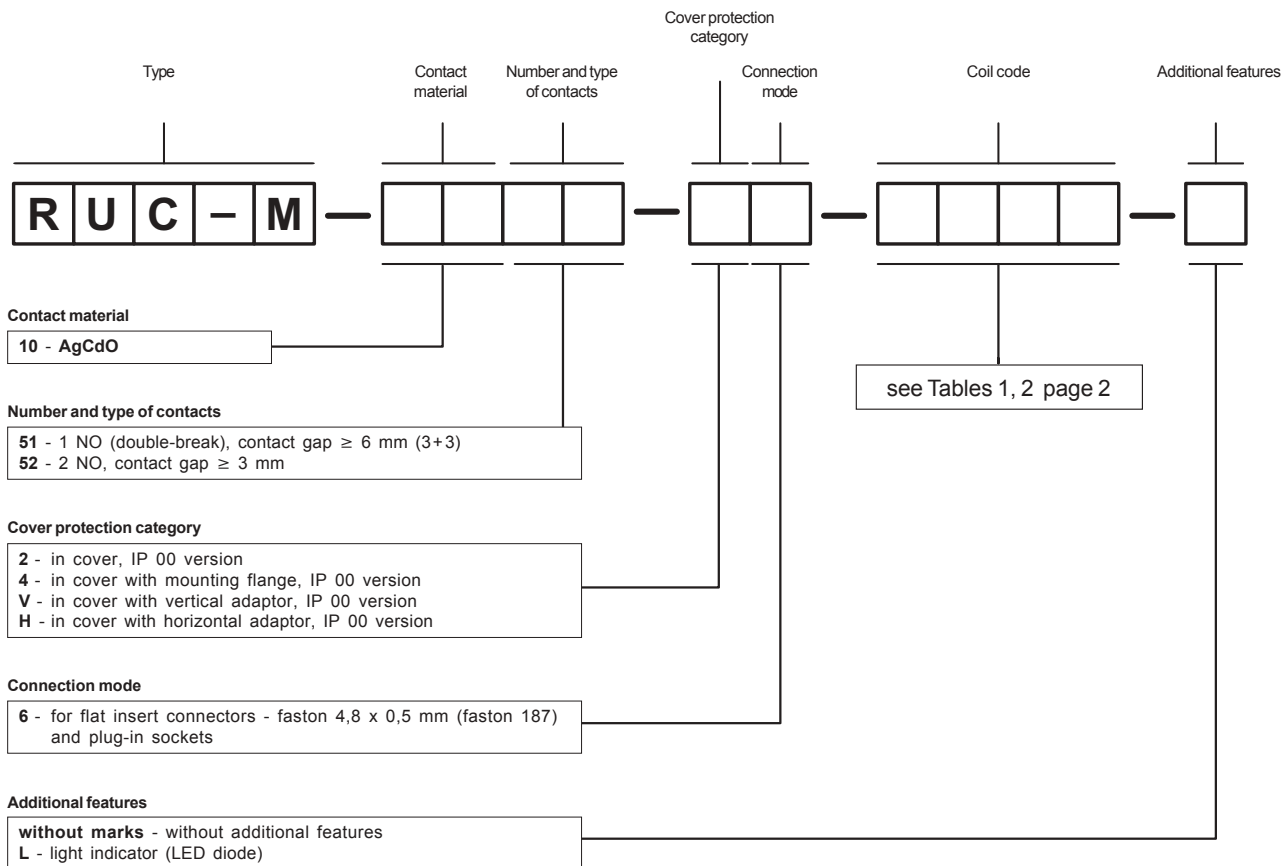 Cover protection
category
Type
Contact
material
Number and type
of contacts
Connection
mode
Coil code
Additional features
R U C – M
Contact material
10 - AgCdO
see Tables 1, 2 page 2
Number and type of contacts
51 - 1 NO (double-break), contact gap ≥ 6 mm (3+3)
52 - 2 NO, contact gap ≥ 3 mm
Cover protection category
2 - in cover, IP 00 version
4 - in cover with mounting flange, IP 00 version
V - in cover with vertical adaptor, IP 00 version
H - in cover with horizontal adaptor, IP 00 version
Connection mode
6 - for flat insert connectors - faston 4,8 x 0,5 mm (faston 187)
and plug-in sockets
Additional features
without marks - without additional features
L - light indicator (LED diode)